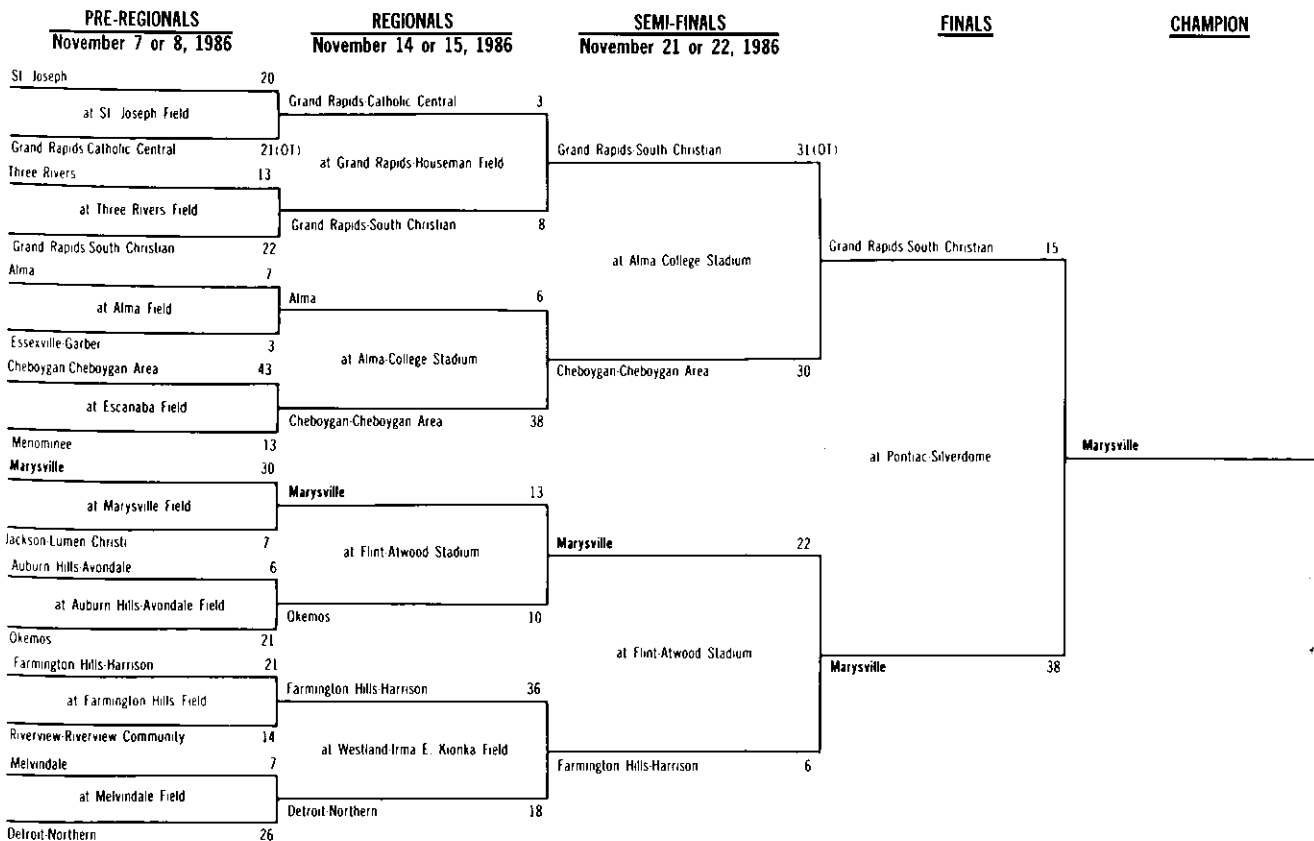 PRE-REGIONALS
November 7 or 8, 1986
REGIONALS
November 14 or 15, 1986
SEMI-FINALS
November 21 or 22, 1986
FINALS
CHAMPION
St Joseph 20
at St Joseph Field
Grand Rapids Catholic Central 21(OT)
Three Rivers 13
at Three Rivers Field
Grand Rapids South Christian 22
Alma 7
at Alma Field
Essexville-Garber 3
Cheboygan Cheboygan Area 43
at Escanaba Field
Menominee 13
Marysville 30
at Marysville Field
Jackson-Lumen Christi 7
Auburn Hills-Avondale 6
at Auburn Hills-Avondale Field
Okemos 21
Farmington Hills-Harrison 21
at Farmington Hills Field
Riverview-Riverview Community 14
Melvindale 7
at Melvindale Field
Detroit-Northern 26
Grand Rapids-Catholic Central 3
at Grand Rapids-Houseman Field
Grand Rapids-South Christian 8
Alma 6
at Alma-College Stadium
Cheboygan-Cheboygan Area 38
Marysville 13
at Flint-Atwood Stadium
Okemos 10
Farmington Hills-Harrison 36
at Westland-Irma E. Kionka Field
Detroit-Northern 18
Grand Rapids-South Christian 31(OT)
at Alma College Stadium
Cheboygan-Cheboygan Area 30
Marysville 22
at Flint-Atwood Stadium
Farmington Hills-Harrison 6
Grand Rapids South Christian 15
at Pontiac-Silverdome
Marysville 38
Marysville